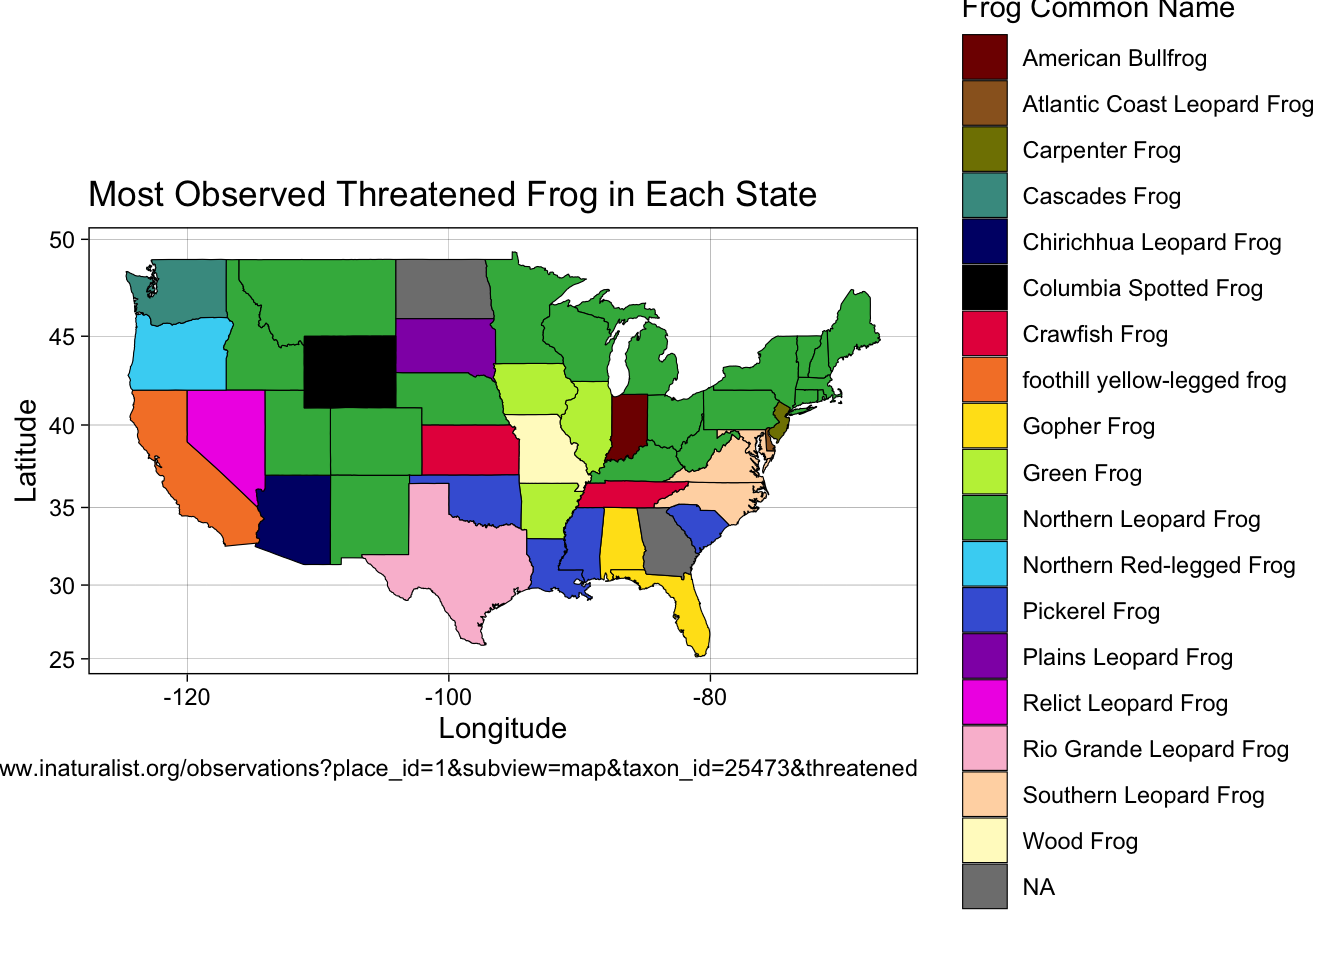 Frog Common Name
American Bullfrog
Atlantic Coast Leopard Frog
Carpenter Frog
Cascades Frog
Chirichhua Leopard Frog
Columbia Spotted Frog
Crawfish Frog
foothill yellow-legged frog
Gopher Frog
Green Frog
Northern Leopard Frog
Northern Red-legged Frog
Pickerel Frog
Plains Leopard Frog
Relict Leopard Frog
Rio Grande Leopard Frog
Southern Leopard Frog
Wood Frog
NA
Most Observed Threatened Frog in Each State
50
45
40
35
30
25
Latitude
-120 -100 -80
Longitude
ww.inaturalist.org/observations?place_id=1&subview=map&taxon_id=25473&threatened